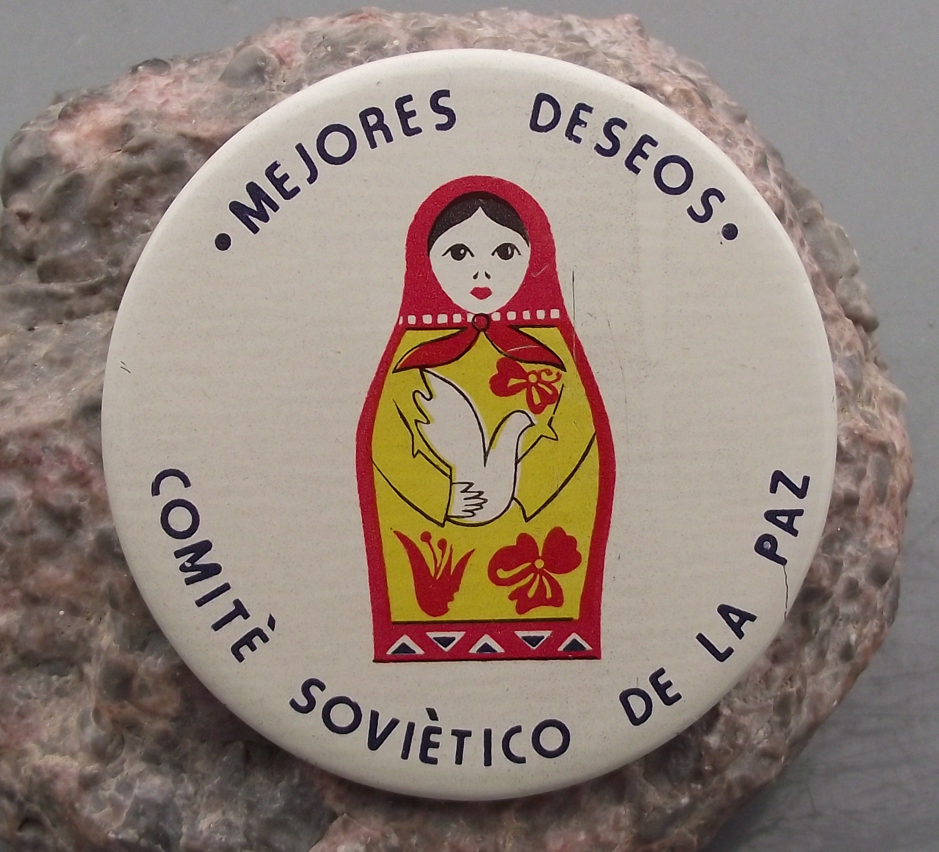 •MEJORES DESEOS•
COMITÈ SOVIÈTICO DE LA PAZ